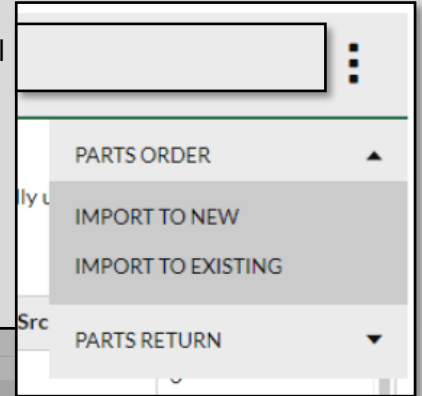 PARTS ORDER
IMPORT TO NEW
IMPORT TO EXISTING
Src
PARTS RETURN